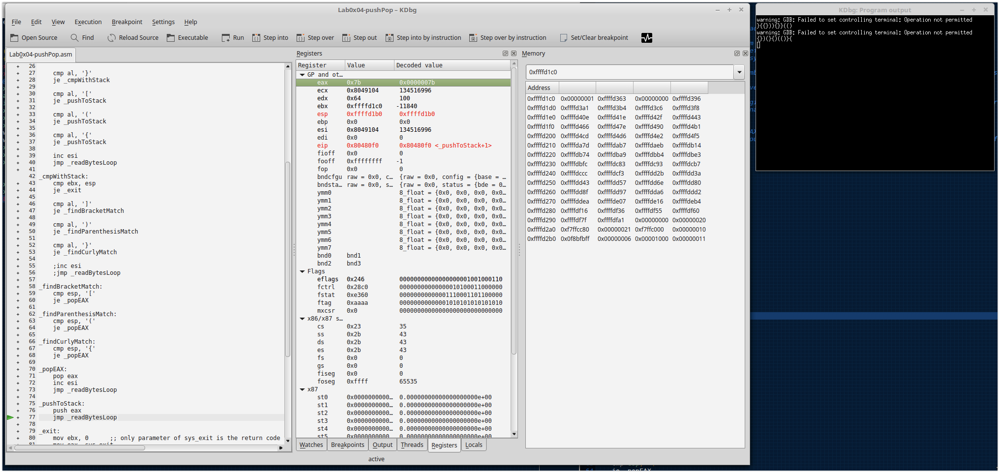 Lab0x04-pushPop – KDbg
File Edit View Execution Breakpoint Settings Help
Open Source Find Reload Source Executable Run Step into Step over Step out Step into by instruction Step over by instruction Set/Clear breakpoint
Lab0x04-pushPop.asm
+ 26
+ 27 cmp al, '}'
+ 28 je _cmpWithStack
+ 29
+ 30 cmp al, '['
+ 31 je _pushToStack
+ 32
+ 33 cmp al, '('
+ 34 je _pushToStack
+ 35
+ 36 cmp al, '{'
+ 37 je _pushToStack
+ 38
+ 39 inc esi
+ 40 jmp _readBytesLoop
+ 41
42 _cmpWithStack:
+ 43 cmp ebx, esp
+ 44 je _exit
+ 45
+ 46 cmp al, ']'
+ 47 je _findBracketMatch
+ 48
+ 49 cmp al, ')'
+ 50 je _findParenthesisMatch
+ 51
+ 52 cmp al, '}'
+ 53 je _findCurlyMatch
+ 54
+ 55 ;inc esi
+ 56 ;jmp _readBytesLoop
+ 57
+ 58 _findBracketMatch:
+ 59 cmp esp, '['
+ 60 je _popEAX
+ 61
+ 62 _findParenthesisMatch:
+ 63 cmp esp, '('
+ 64 je _popEAX
+ 65
+ 66 _findCurlyMatch:
+ 67 cmp esp, '{'
+ 68 je _popEAX
+ 69
+ 70 _popEAX:
+ 71 pop eax
+ 72 inc esi
+ 73 jmp _readBytesLoop
+ 74
+ 75 _pushToStack:
+ 76 push eax
+ 77 jmp _readBytesLoop
+ 78
+ 79 _exit:
+ 80 mov ebx, 0 ;; only parameter of sys_exit is the return code
+ 81 mov eax, sys_exit
Registers
Register Value Decoded value
GP and ot…
eax 0x7b 0x0000007b
ecx 0x8049104 134516996
edx 0x64 100
ebx 0xffffd1c0 -11840
esp 0xffffd1b0 0xffffd1b0
ebp 0x0 0x0
esi 0x8049104 134516996
edi 0x0 0
eip 0x80480f0 0x80480f0 <_pushToStack+1>
fioff 0x0 0
fooff 0xffffffff -1
fop 0x0 0
bndcfgu raw = 0x0, c… {raw = 0x0, config = {base = …
bndsta… raw = 0x0, s… {raw = 0x0, status = {bde = 0…
ymm0 8_float = {0x0, 0x0, 0x0, 0x0…
ymm1 8_float = {0x0, 0x0, 0x0, 0x0…
ymm2 8_float = {0x0, 0x0, 0x0, 0x0…
ymm3 8_float = {0x0, 0x0, 0x0, 0x0…
ymm4 8_float = {0x0, 0x0, 0x0, 0x0…
ymm5 8_float = {0x0, 0x0, 0x0, 0x0…
ymm6 8_float = {0x0, 0x0, 0x0, 0x0…
ymm7 8_float = {0x0, 0x0, 0x0, 0x0…
bnd0 bnd1
bnd2 bnd3
Flags
eflags 0x246 00000000000000000001001000110
fctrl 0x28c0 00000000000000010100011000000
fstat 0xe360 00000000000001110001101100000
ftag 0xaaaa 00000000000001010101010101010
mxcsr 0x0 00000000000000000000000000000
x86/x87 s…
cs 0x23 35
ss 0x2b 43
ds 0x2b 43
es 0x2b 43
fs 0x0 0
gs 0x0 0
fiseg 0x0 0
foseg 0xffff 65535
x87
st0 0x0000000000… 0.00000000000000000000e+00
st1 0x0000000000… 0.00000000000000000000e+00
st2 0x0000000000… 0.00000000000000000000e+00
st3 0x0000000000… 0.00000000000000000000e+00
st4 0x0000000000… 0.00000000000000000000e+00
st5 0x0000000000… 0.00000000000000000000e+00
Watches Breakpoints Output Threads Registers Locals
active
Memory
0xffffd1c0
Address
0xffffd1c0 0x00000001 0xffffd363 0x00000000 0xffffd396
0xffffd1d0 0xffffd3a1 0xffffd3b4 0xffffd3c6 0xffffd3f8
0xffffd1e0 0xffffd40e 0xffffd41e 0xffffd42f 0xffffd443
0xffffd1f0 0xffffd466 0xffffd47e 0xffffd490 0xffffd4b1
0xffffd200 0xffffd4cd 0xffffd4d6 0xffffd4e2 0xffffd4f5
0xffffd210 0xffffda7d 0xffffdab7 0xffffdaeb 0xffffdb14
0xffffd220 0xffffdb74 0xffffdba9 0xffffdbb4 0xffffdbe3
0xffffd230 0xffffdbfc 0xffffdc83 0xffffdc93 0xffffdcb7
0xffffd240 0xffffdccc 0xffffdcf3 0xffffdd2b 0xffffdd3a
0xffffd250 0xffffdd43 0xffffdd57 0xffffdd6e 0xffffdd80
0xffffd260 0xffffdd8f 0xffffdd97 0xffffdda6 0xffffddd2
0xffffd270 0xffffddea 0xffffde07 0xffffde16 0xffffdeb4
0xffffd280 0xffffdf16 0xffffdf36 0xffffdf55 0xffffdf60
0xffffd290 0xffffdf7f 0xffffdfa1 0x00000000 0x00000020
0xffffd2a0 0xf7ffcc80 0x00000021 0xf7ffc000 0x00000010
0xffffd2b0 0x0f8bfbff 0x00000006 0x00001000 0x00000011
KDbg: Program output
warning: GDB: Failed to set controlling terminal: Operation not permitted
}{{})){}}(()
warning: GDB: Failed to set controlling terminal: Operation not permitted
{})(}{)(()}{